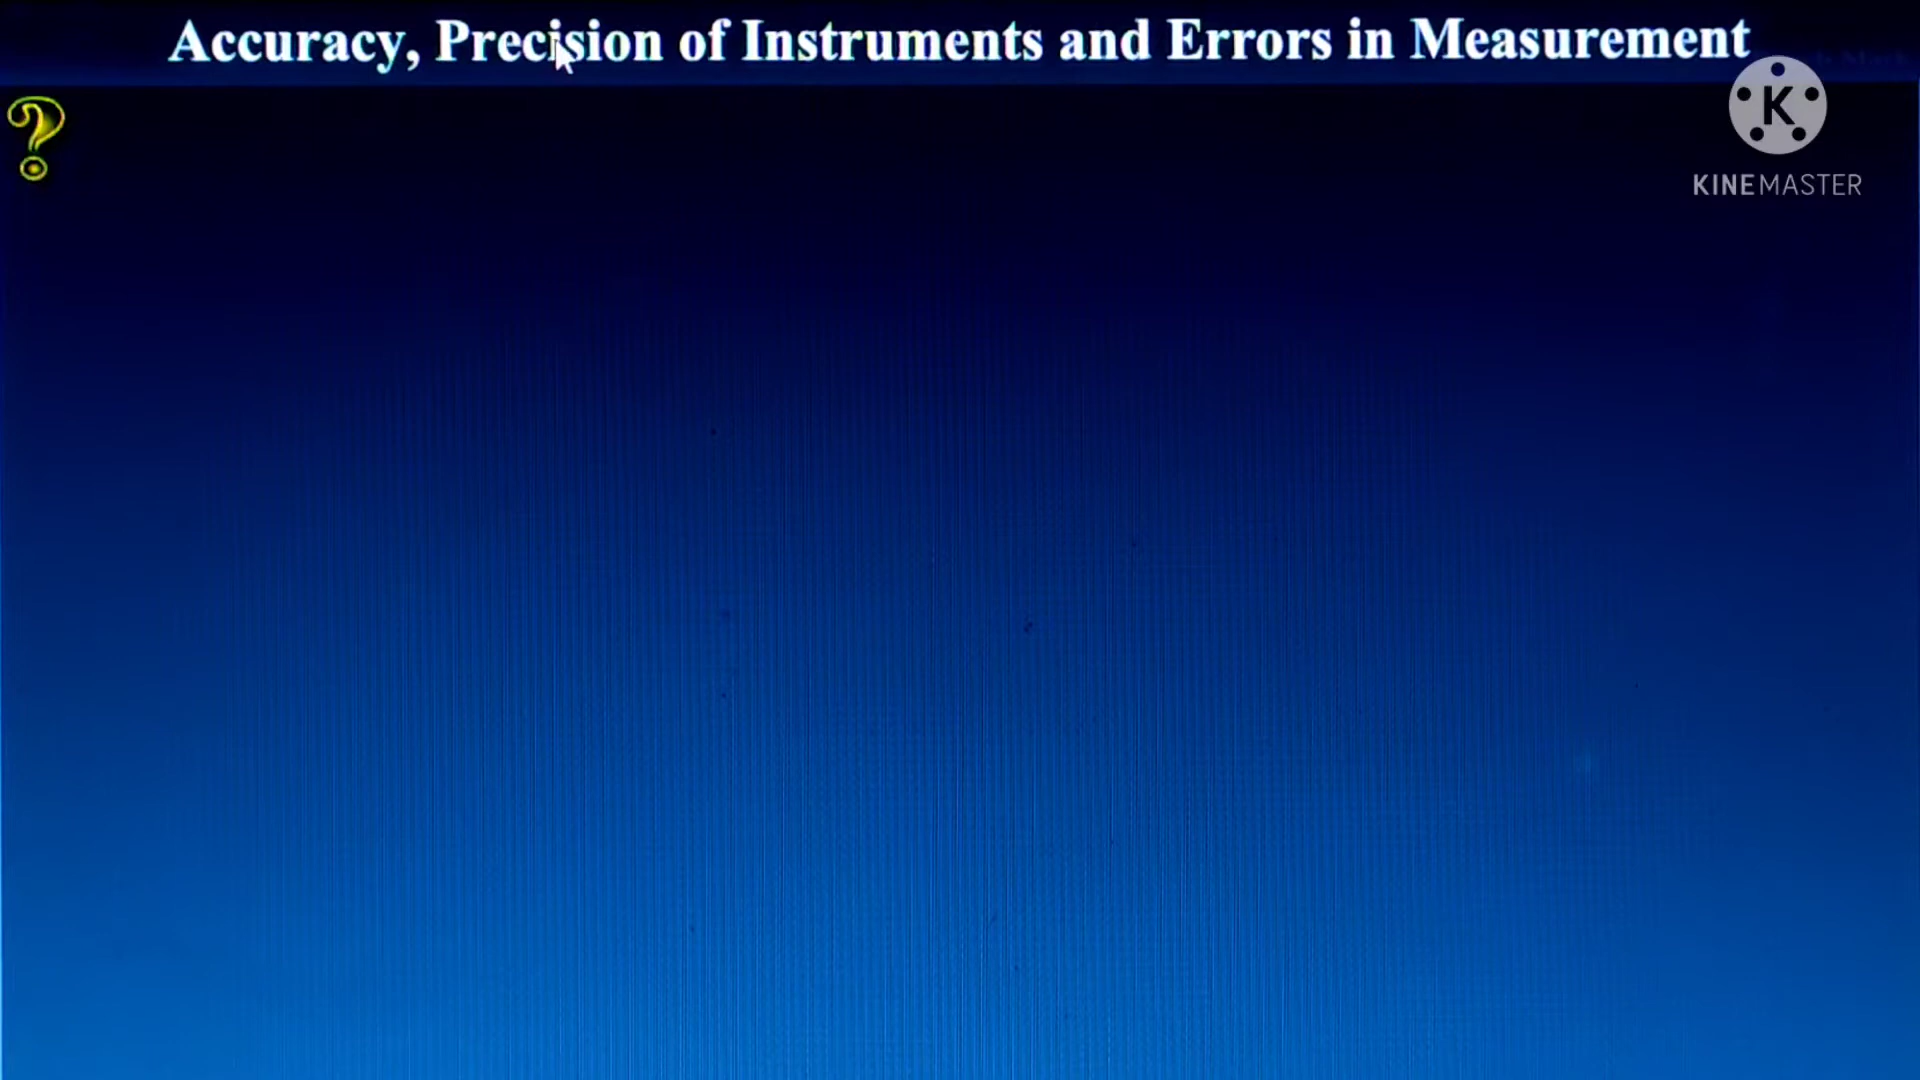 Accuracy, Precision of Instruments and Errors in Measurement
K
KINEMASTER